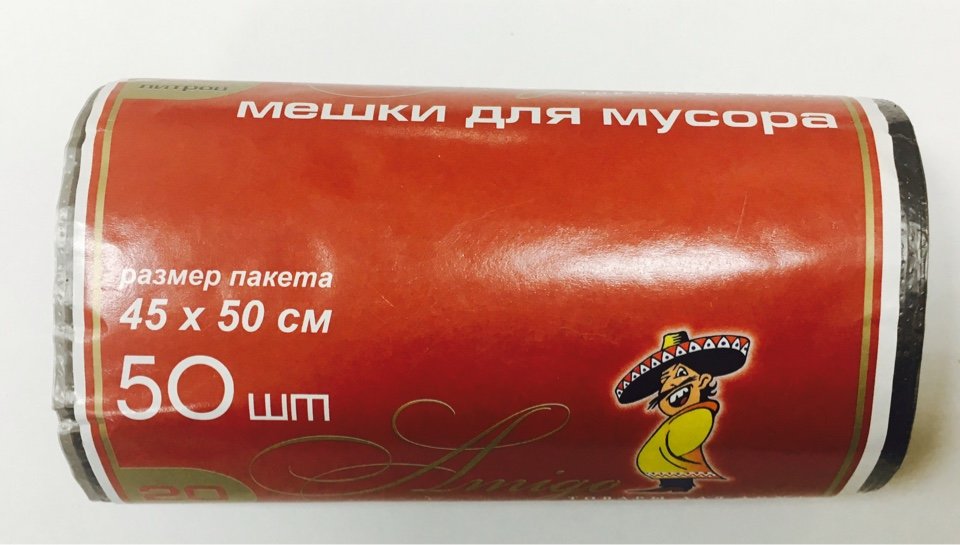 литров
мешки для мусора
размер пакета
45 x 50 см
50 шт
20
Amigo